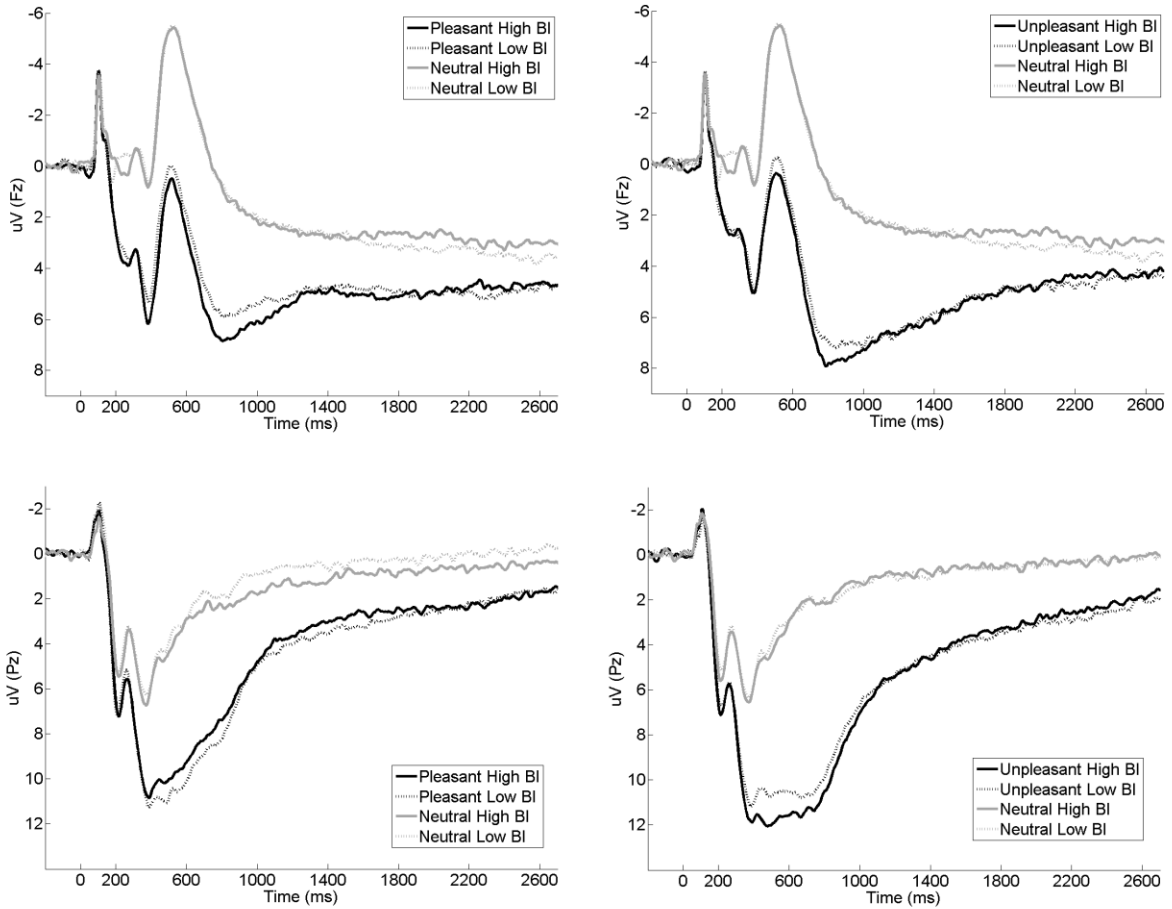 -6
-4
-2
0
2
4
6
8
uV (Fz)
Pleasant High BI
Pleasant Low BI
Neutral High BI
Neutral Low BI
0 200 600 1000 1400 1800 2200 2600
Time (ms)
-6
-4
-2
0
2
4
6
8
uV (Fz)
Unpleasant High BI
Unpleasant Low BI
Neutral High BI
Neutral Low BI
0 200 600 1000 1400 1800 2200 2600
Time (ms)
-2
0
2
4
6
8
10
12
uV (Pz)
Pleasant High BI
Pleasant Low BI
Neutral High BI
Neutral Low BI
0 200 600 1000 1400 1800 2200 2600
Time (ms)
-2
0
2
4
6
8
10
12
uV (Pz)
Unpleasant High BI
Unpleasant Low BI
Neutral High BI
Neutral Low BI
0 200 600 1000 1400 1800 2200 2600
Time (ms)